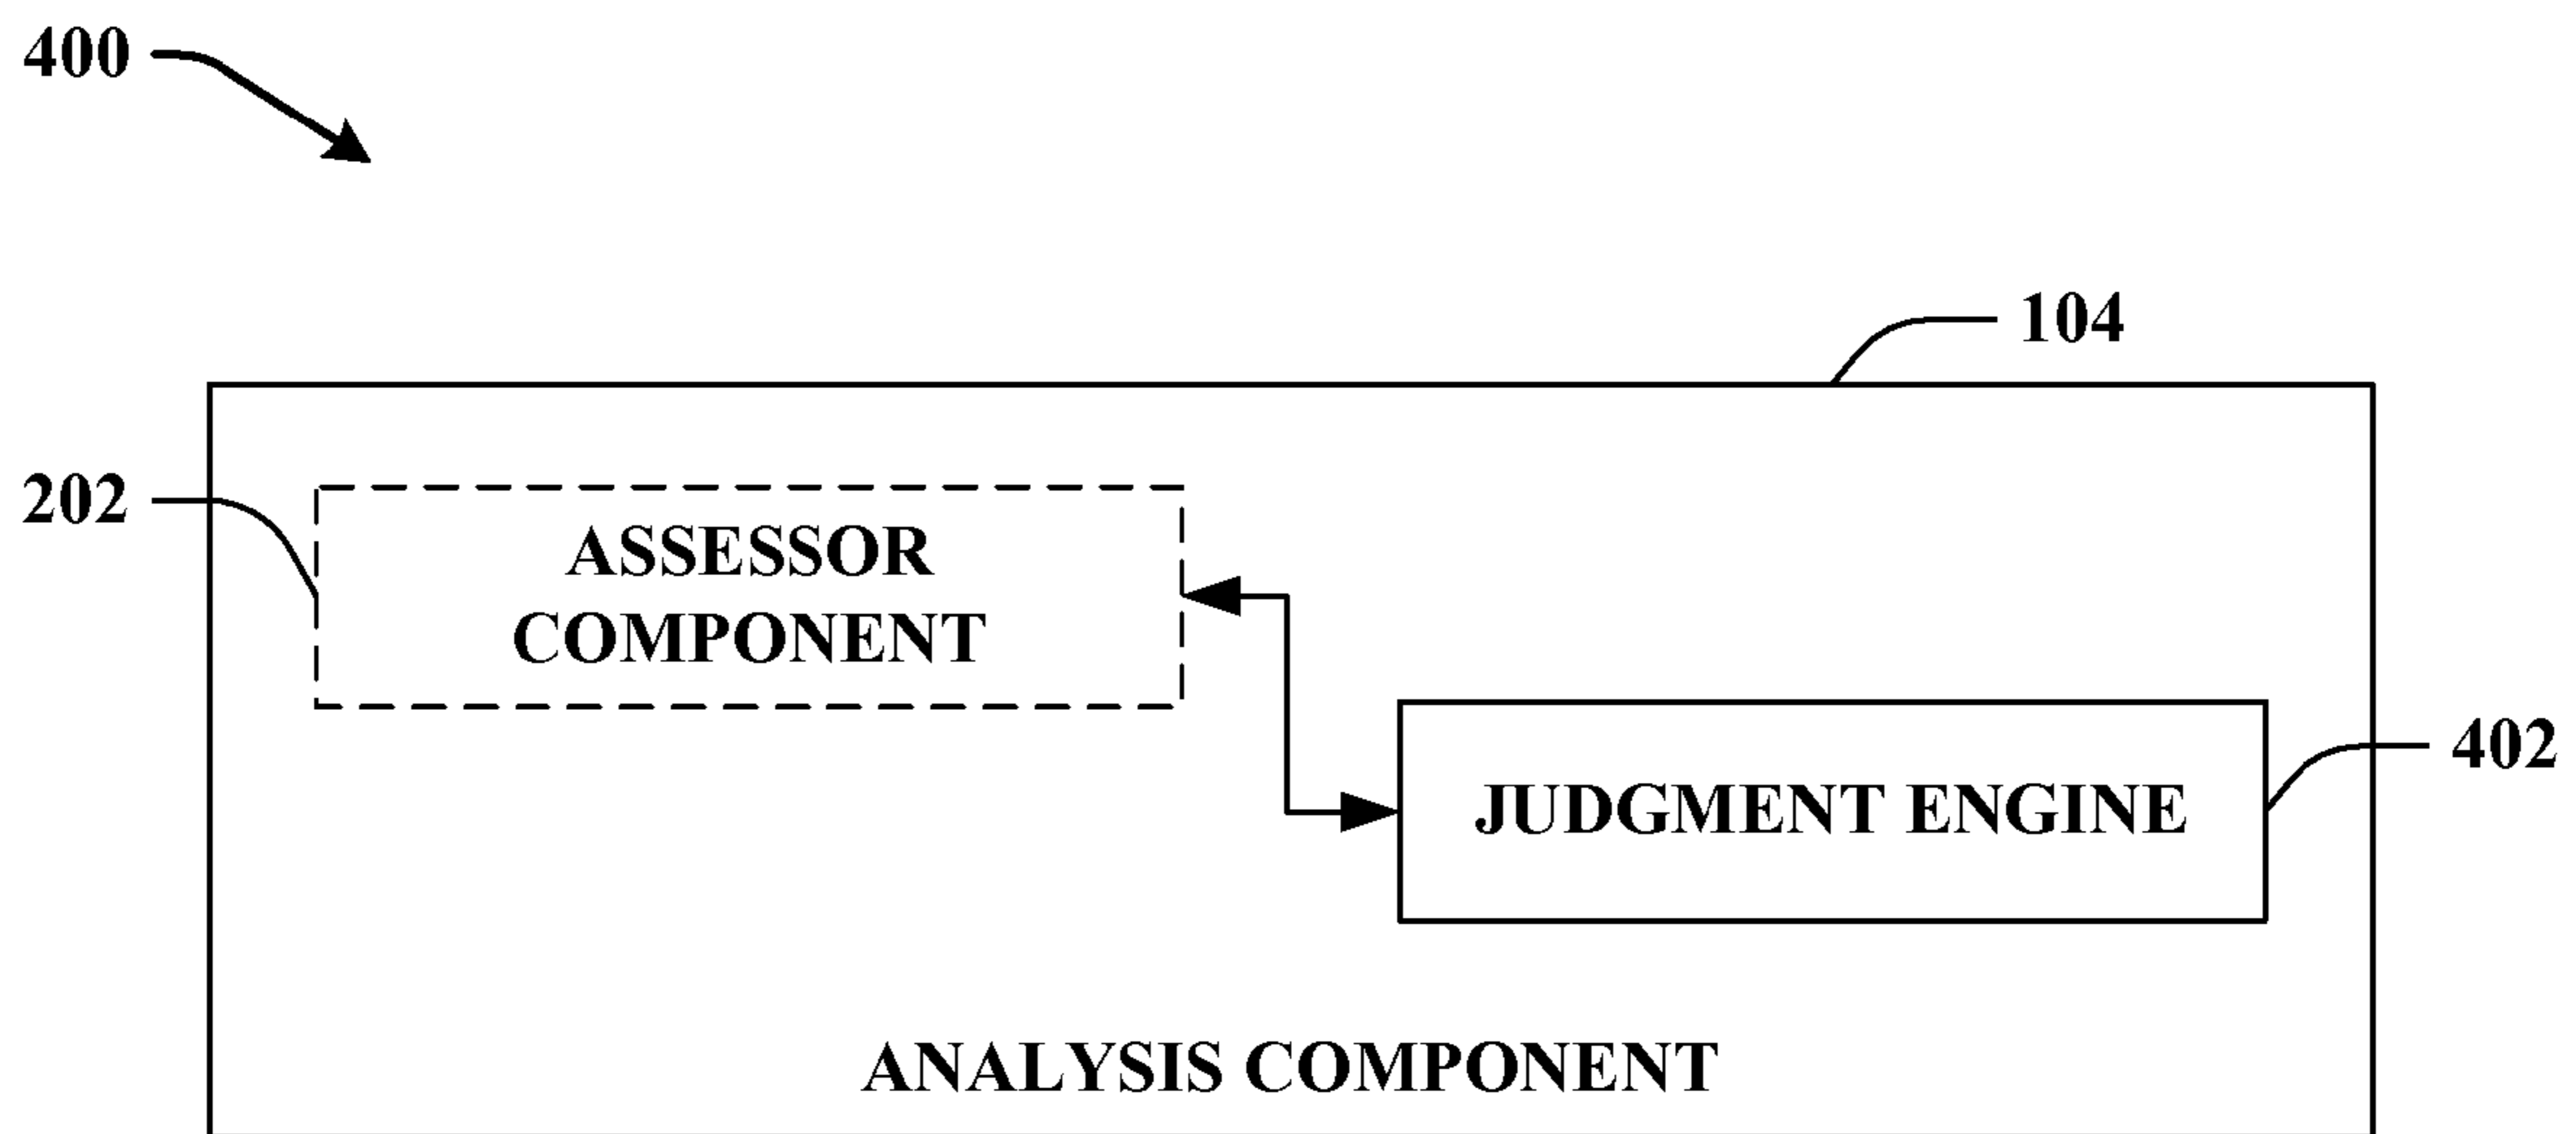 400
104
202
ASSESSOR
COMPONENT
402
JUDGMENT ENGINE
ANALYSIS COMPONENT